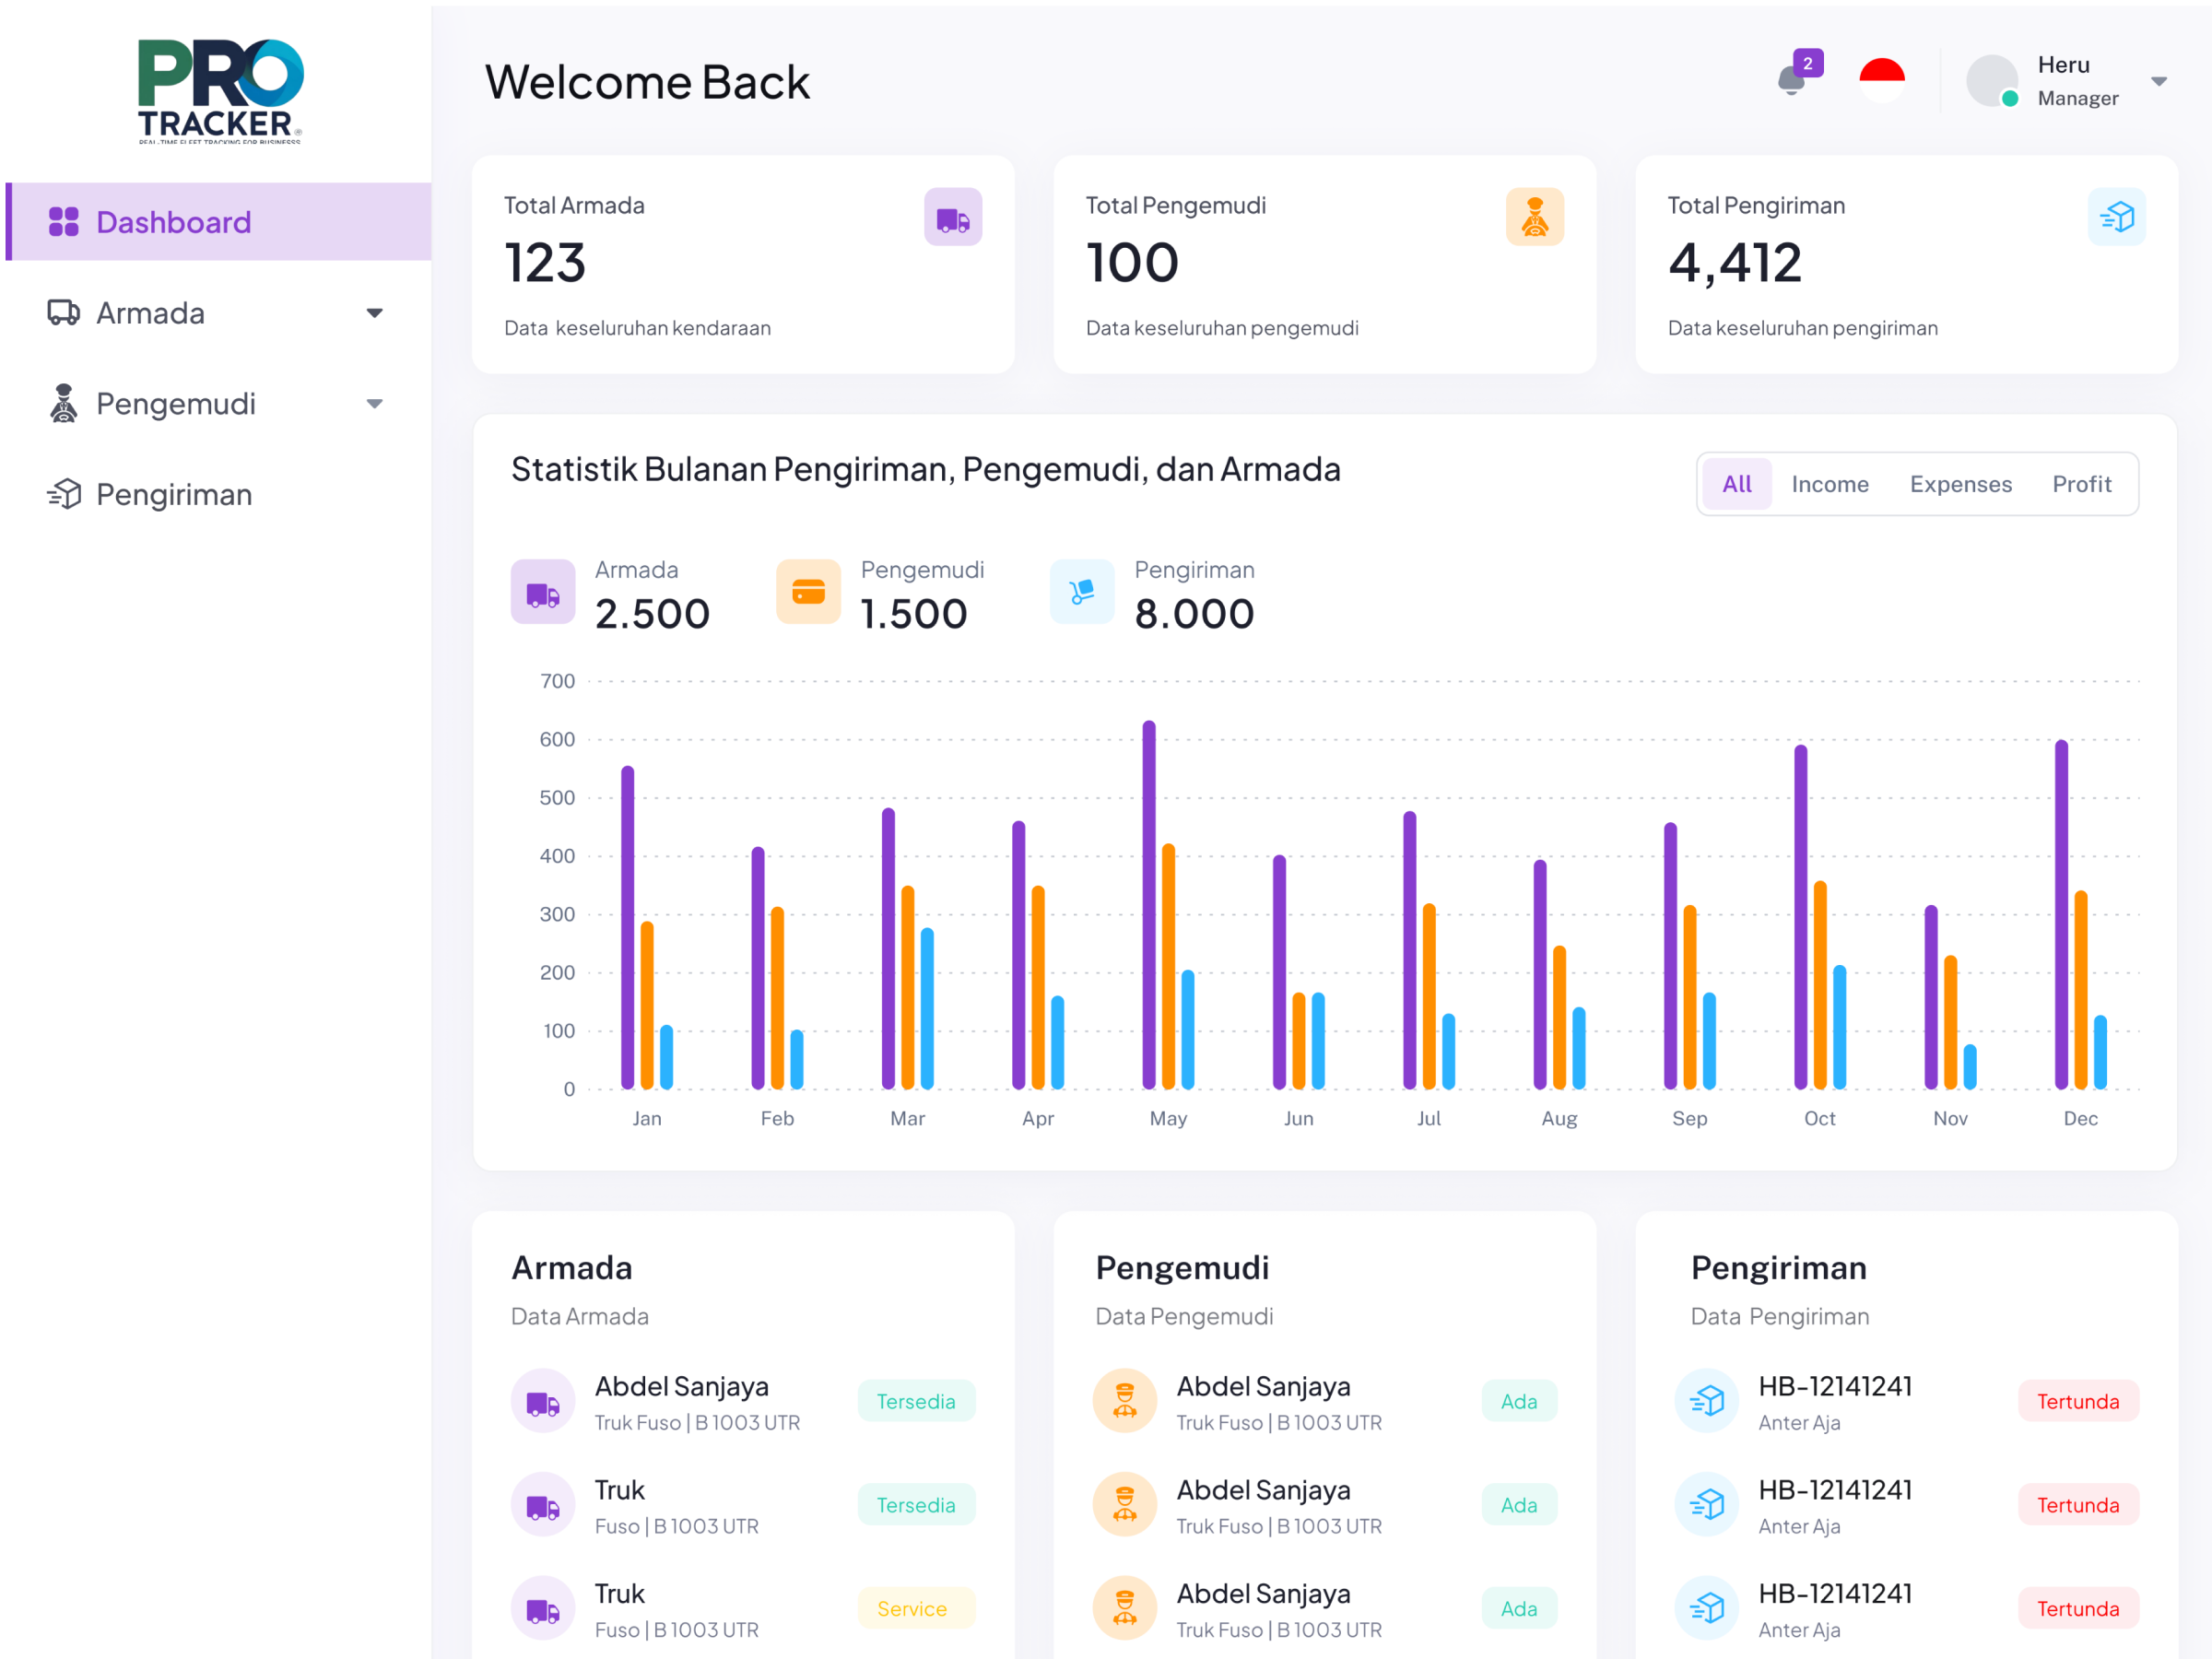 PRO
TRACKER®
REAL-TIME FLEET TRACKING FOR BUSINESSS
Dashboard
Armada
Pengemudi
Pengiriman
Welcome Back
2
Heru
Manager
Total Armada
123
Data keseluruhan kendaraan
Total Pengemudi
100
Data keseluruhan pengemudi
Total Pengiriman
4,412
Data keseluruhan pengiriman
Statistik Bulanan Pengiriman, Pengemudi, dan Armada
All Income Expenses Profit
Armada
2.500
Pengemudi
1.500
Pengiriman
8.000
700
600
500
400
300
200
100
0
Jan Feb Mar Apr May Jun Jul Aug Sep Oct Nov Dec
Armada
Data Armada
Abdel Sanjaya
Truk Fuso | B 1003 UTR
Tersedia
Truk
Fuso | B 1003 UTR
Tersedia
Truk
Fuso | B 1003 UTR
Service
Pengemudi
Data Pengemudi
Abdel Sanjaya
Truk Fuso | B 1003 UTR
Ada
Abdel Sanjaya
Truk Fuso | B 1003 UTR
Ada
Abdel Sanjaya
Truk Fuso | B 1003 UTR
Ada
Pengiriman
Data Pengiriman
HB-12141241
Anter Aja
Tertunda
HB-12141241
Anter Aja
Tertunda
HB-12141241
Anter Aja
Tertunda